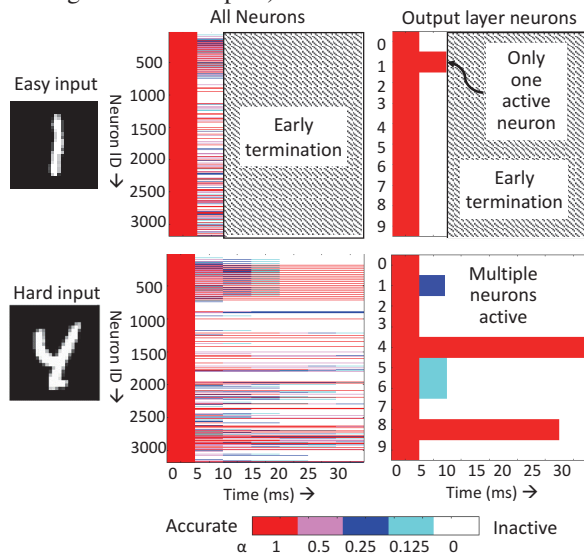 All Neurons
Output layer neurons
Easy input
Neuron ID →
500
1000
1500
2000
2500
3000
Early
termination
0
1
2
3
4
5
6
7
8
9
Only
one
active
neuron
Early
termination
Hard input
Neuron ID →
500
1000
1500
2000
2500
3000
0 5 10 15 20 25 30
Time (ms) →
0
1
2
3
4
5
6
7
8
9
Multiple
neurons
active
0 5 10 15 20 25 30
Time (ms) →
Accurate
Inactive
α 1 0.5 0.25 0.125 0